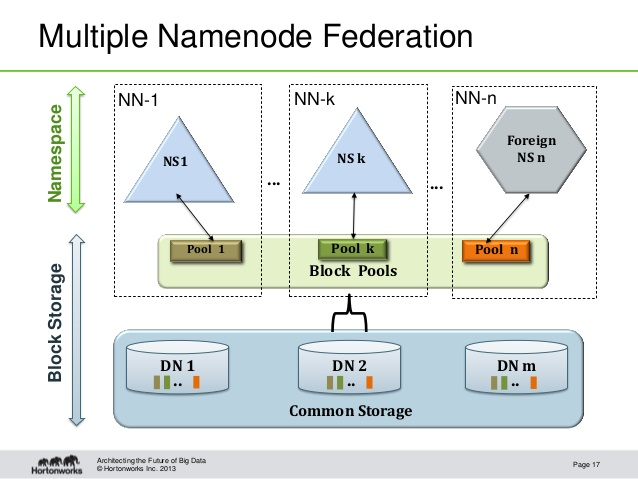 Multiple Namenode Federation
Namespace
NN-1
NN-k
NN-n
NS1
...
NS k
...
Foreign
NS n
Block Storage
Pool 1
Pool k
Pool n
Block Pools
DN 1
..
DN 2
..
DN m
..
Common Storage
Hortonworks
Architecting the Future of Big Data
© Hortonworks Inc. 2013
Page 17